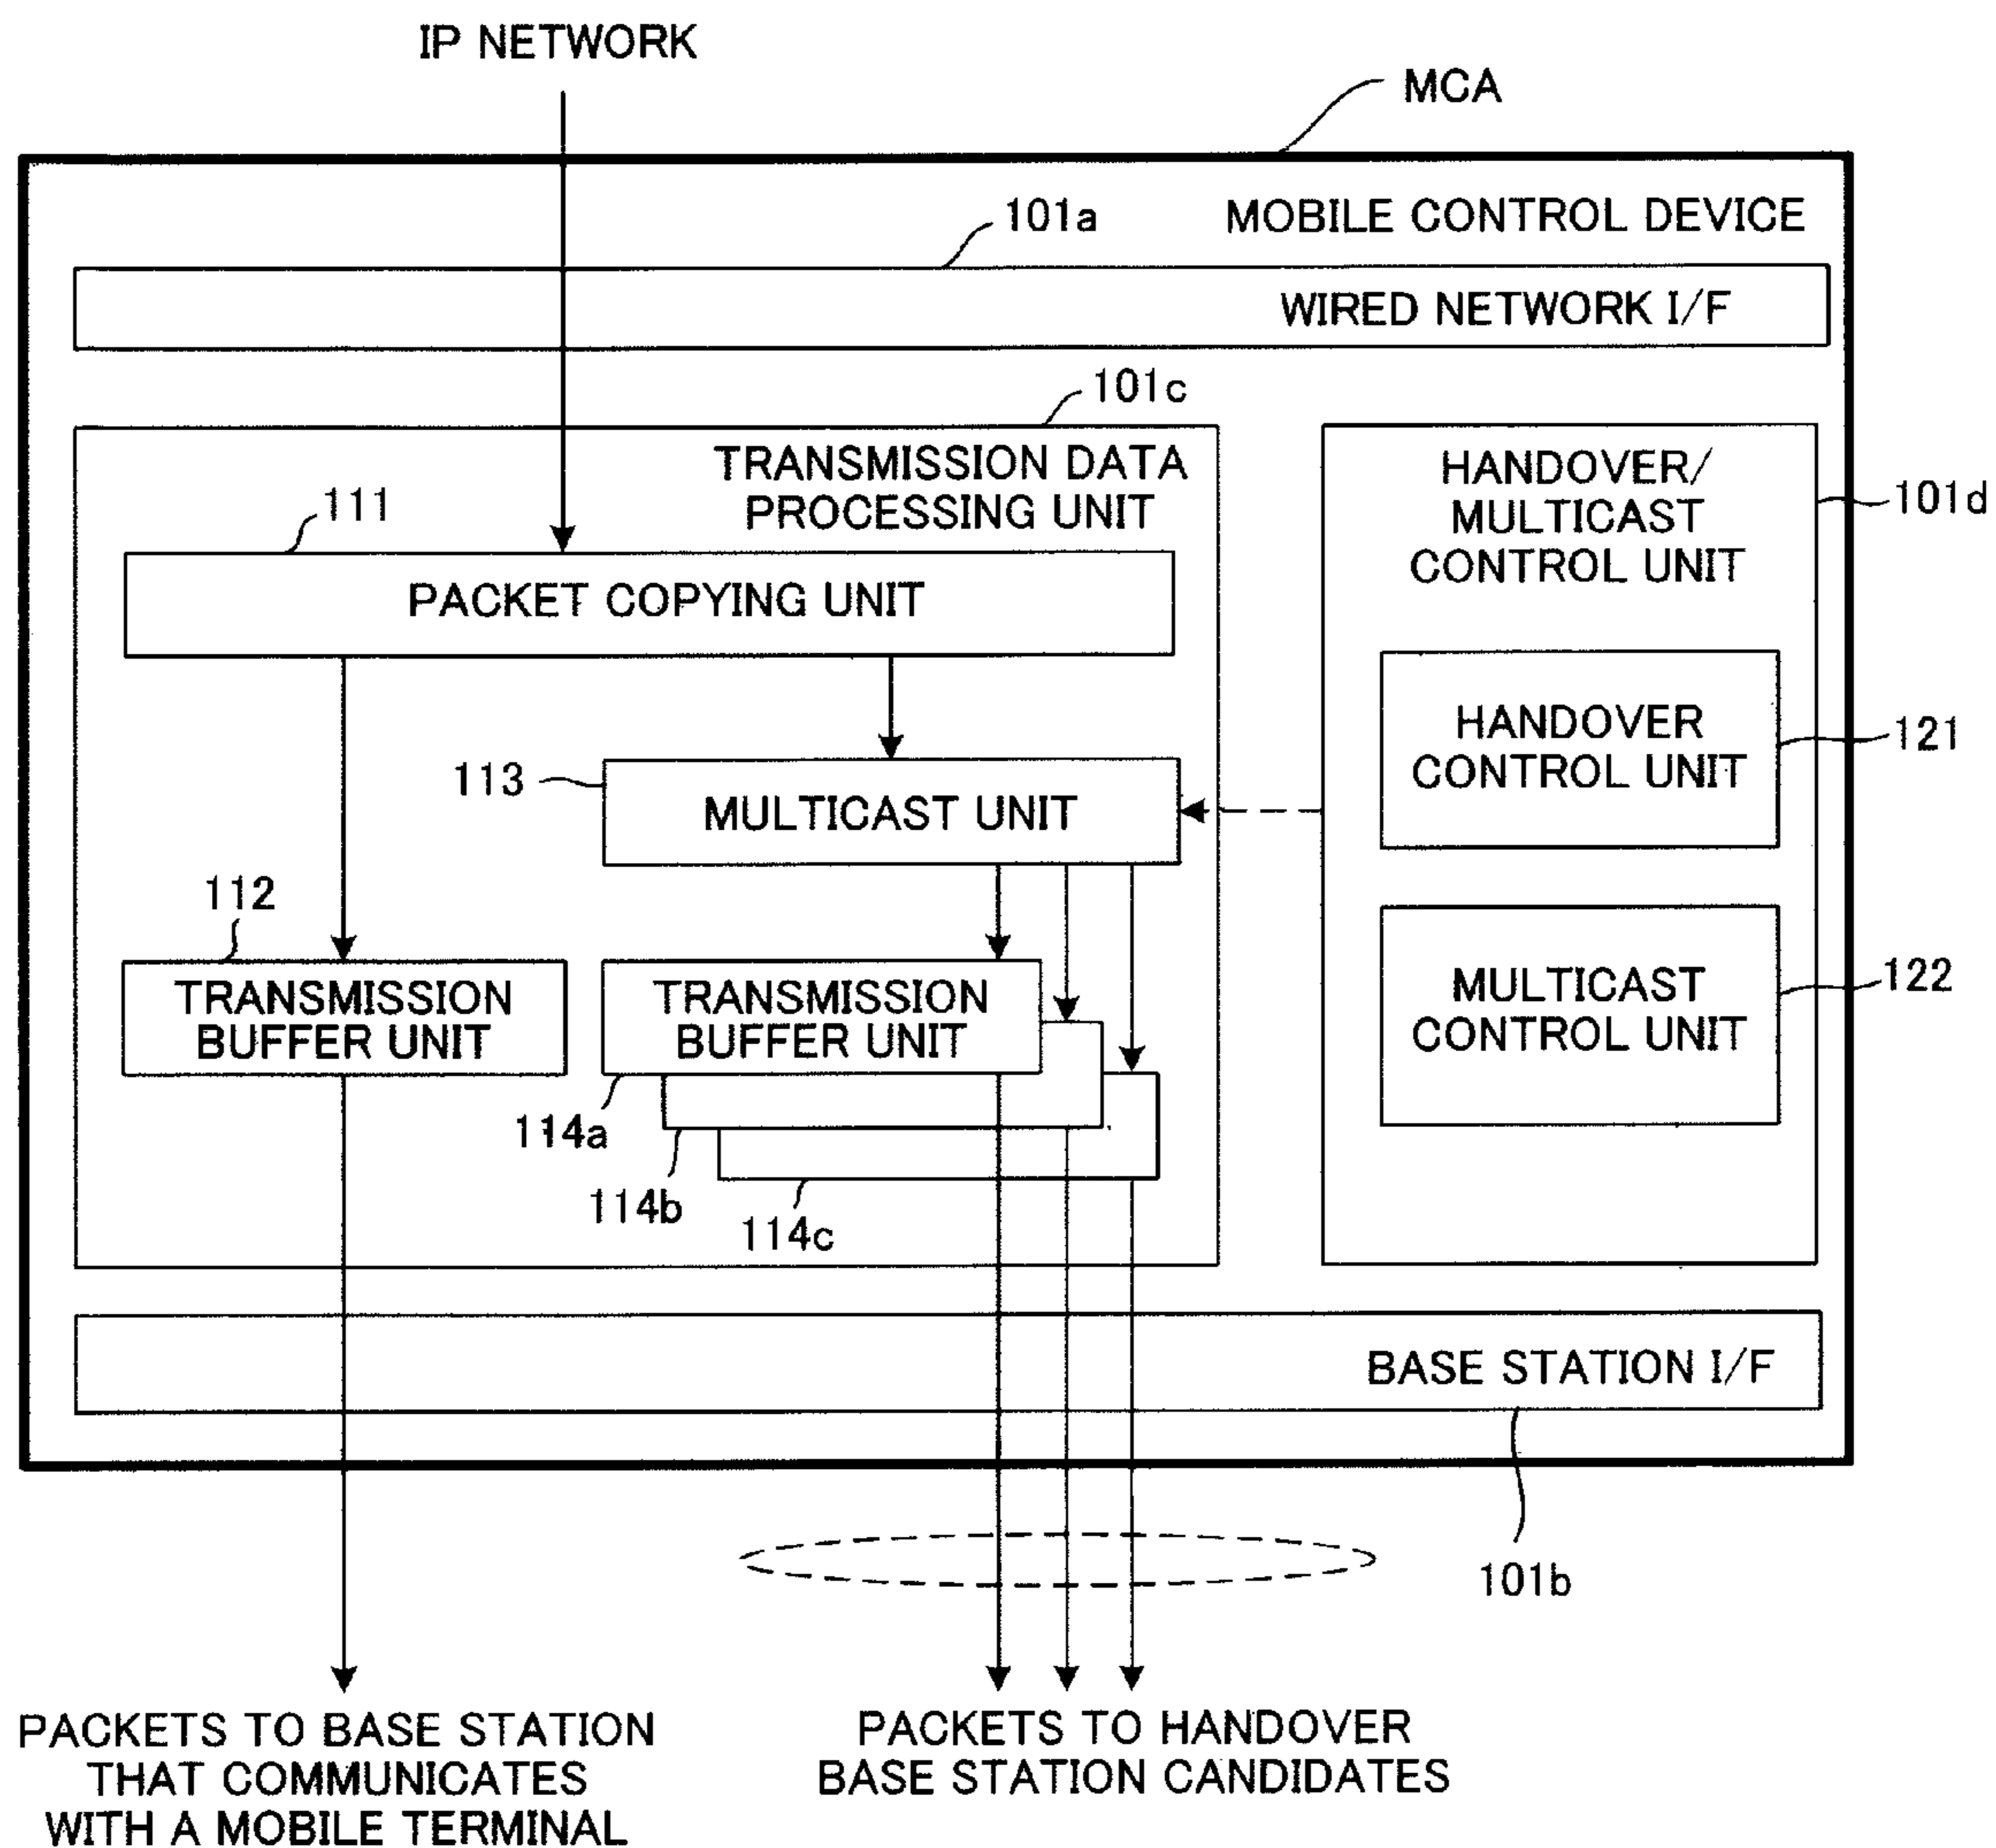 IP NETWORK
MCA
MOBILE CONTROL DEVICE
101a
WIRED NETWORK I/F
101c
TRANSMISSION DATA
PROCESSING UNIT
HANDOVER/
MULTICAST
CONTROL UNIT
101d
111
PACKET COPYING UNIT
HANDOVER
CONTROL UNIT
121
113
MULTICAST UNIT
112
TRANSMISSION
BUFFER UNIT
TRANSMISSION
BUFFER UNIT
MULTICAST
CONTROL UNIT
122
114a
114b
114c
BASE STATION I/F
101b
PACKETS TO BASE STATION
THAT COMMUNICATES
WITH A MOBILE TERMINAL
PACKETS TO HANDOVER
BASE STATION CANDIDATES